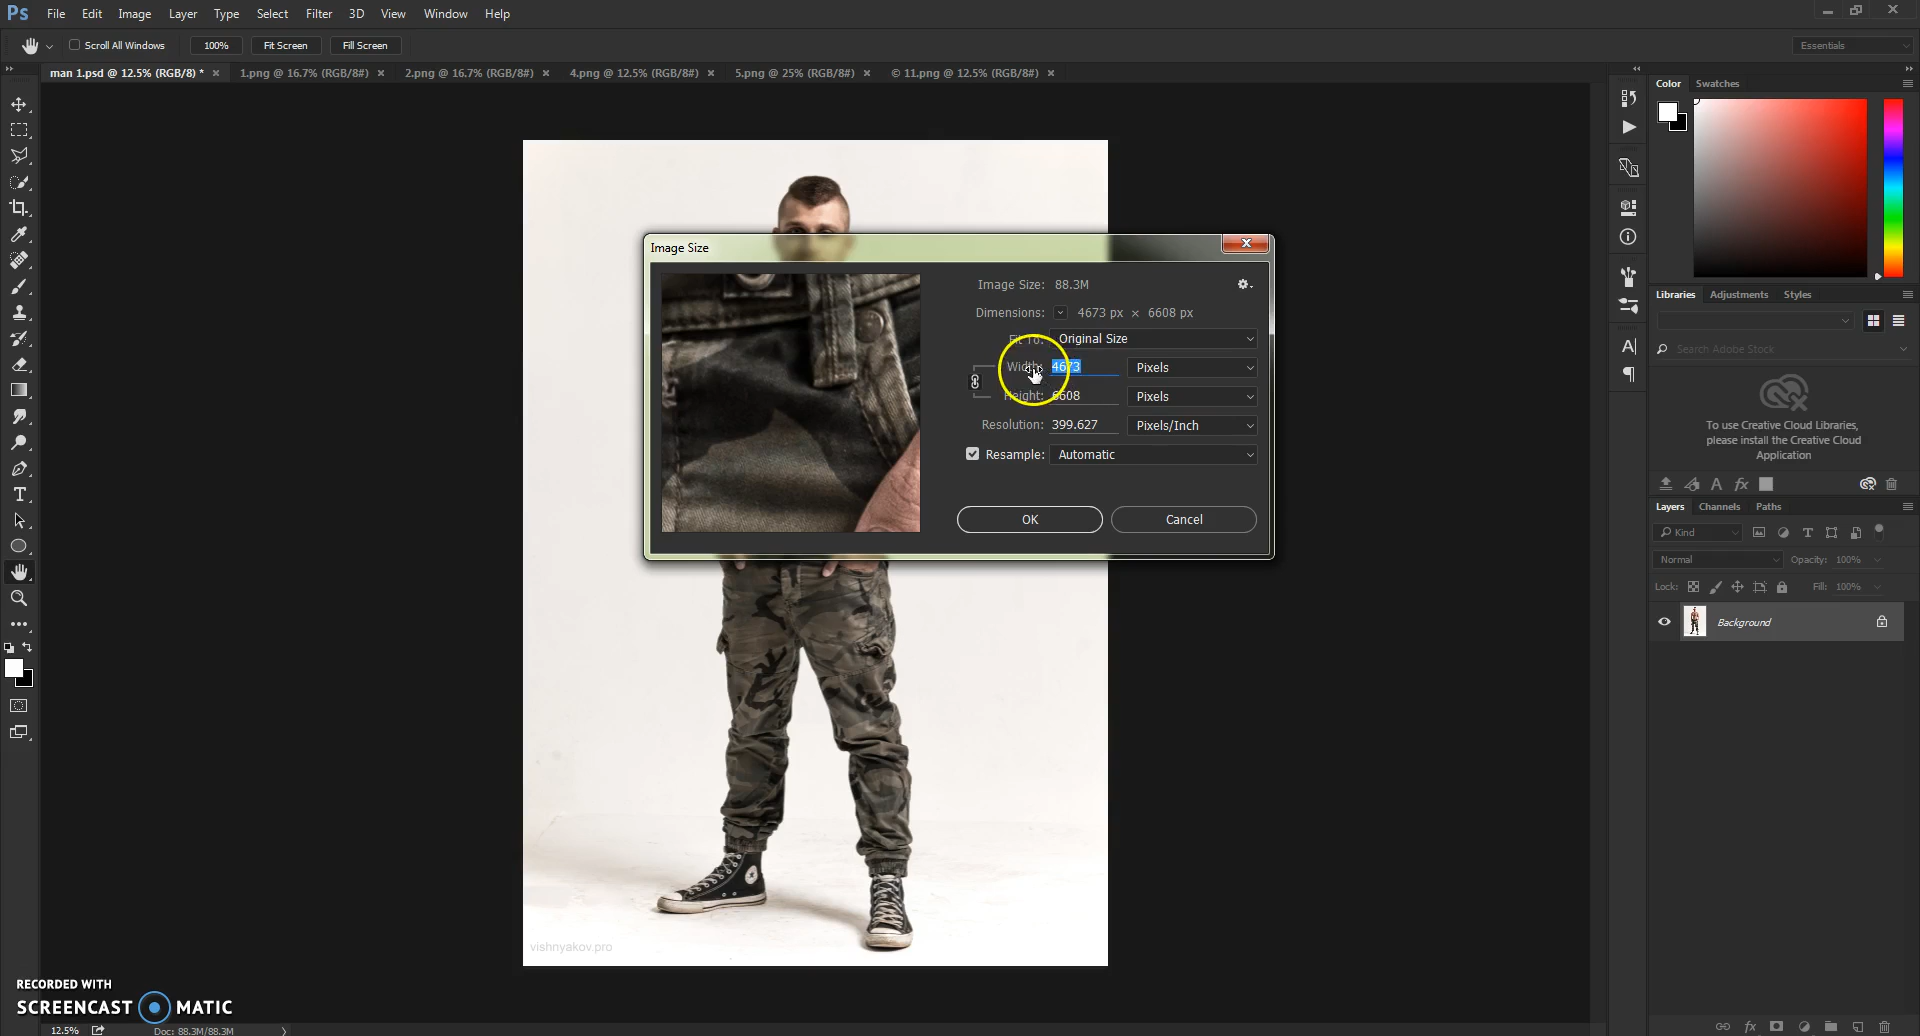 Ps File Edit Image Layer Type Select Filter 3D View Window Help
Scroll All Windows 100% Fit Screen Fill Screen Essentials
man 1.psd @ 12.5% (RGB/8) * × 1.png @ 16.7% (RGB/8#) × 2.png @ 16.7% (RGB/8#) × 4.png @ 12.5% (RGB/8#) × 5.png @ 25% (RGB/8#) × © 11.png @ 12.5% (RGB/8#) ×
Color Swatches
Image Size
Image Size: 88.3M
Dimensions: 4673 px × 6608 px
Fit To: Original Size
Width: 4673 Pixels
Height: 6608 Pixels
Resolution: 399.627 Pixels/Inch
Resample: Automatic
OK Cancel
Libraries Adjustments Styles
Search Adobe Stock
To use Creative Cloud Libraries,
please install the Creative Cloud
Application
Layers Channels Paths
Kind
Normal Opacity: 100%
Lock: Fill: 100%
Background
vishnyakov.pro
RECORDED WITH
SCREENCAST MATIC
12.5% Doc: 88.3M/88.3M